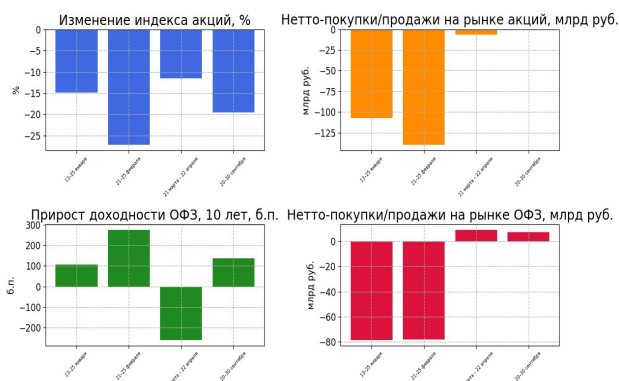 Изменение индекса акций, %
Нетто-покупки/продажи на рынке акций, млрд руб.
0
−5
−10
−15
−20
−25
%
13–25 января
21–25 февраля
21 марта – 22 апреля
20–30 сентября
0
−25
−50
−75
−100
−125
млрд руб.
13–25 января
21–25 февраля
21 марта – 22 апреля
20–30 сентября
Прирост доходности ОФЗ, 10 лет, б.п.
Нетто-покупки/продажи на рынке ОФЗ, млрд руб.
300
200
100
0
−100
−200
б.п.
13–25 января
21–25 февраля
марта – 22 апреля
20–30 сентября
0
−20
−40
−60
−80
млрд руб.
13–25 января
21–25 февраля
марта – 22 апреля
20–30 сентября